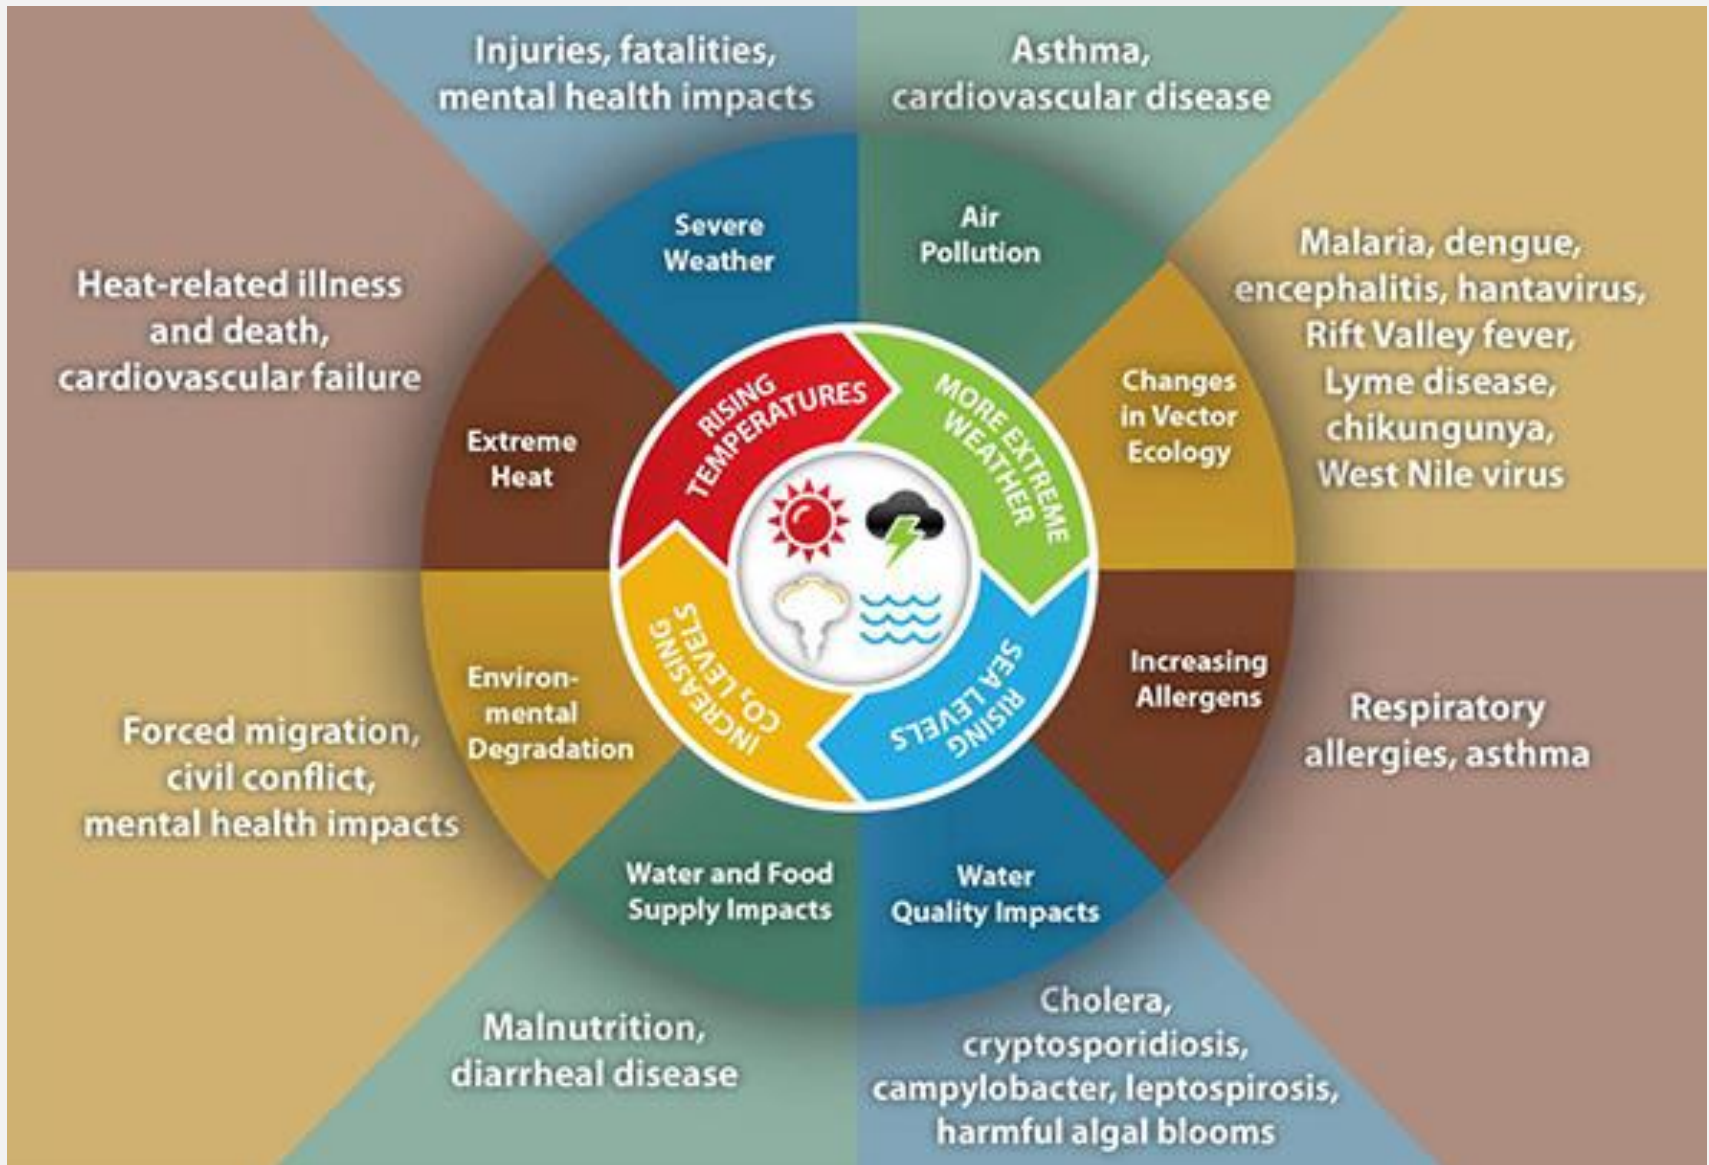 Injuries, fatalities,
mental health impacts
Asthma,
cardiovascular disease
Severe
Weather
Air
Pollution
Malaria, dengue,
encephalitis, hantavirus,
Rift Valley fever,
Lyme disease,
chikungunya,
West Nile virus
Heat-related illness
and death,
cardiovascular failure
Extreme
Heat
Changes
in Vector
Ecology
RISING
TEMPERATURES
MORE EXTREME
WEATHER
INCREASING
CO₂ LEVELS
RISING
SEA LEVELS
Environ-
mental
Degradation
Increasing
Allergens
Forced migration,
civil conflict,
mental health impacts
Respiratory
allergies, asthma
Water and Food
Supply Impacts
Water
Quality Impacts
Malnutrition,
diarrheal disease
Cholera,
cryptosporidiosis,
campylobacter, leptospirosis,
harmful algal blooms